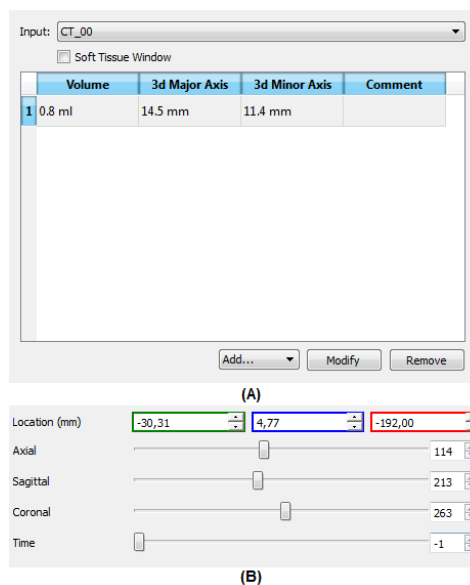 Input: CT_00
Soft Tissue Window
Volume 3d Major Axis 3d Minor Axis Comment
1 0.8 ml 14.5 mm 11.4 mm
Add... Modify Remove
(A)
Location (mm) -30,31 4,77 -192,00
Axial 114
Sagittal 213
Coronal 263
Time -1
(B)